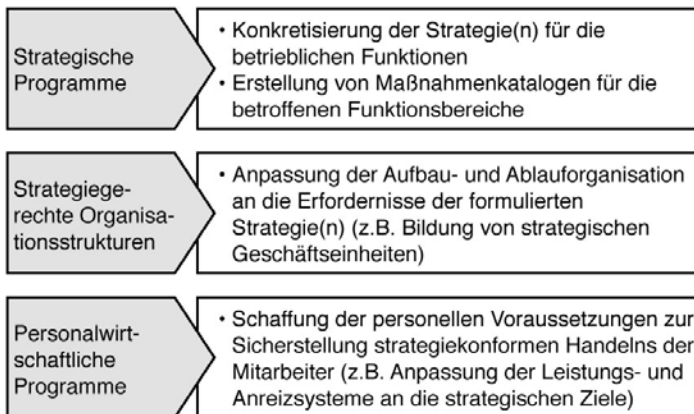 Strategische
Programme
• Konkretisierung der Strategie(n) für die
betrieblichen Funktionen
• Erstellung von Maßnahmenkatalogen für die
betroffenen Funktionsbereiche
Strategiege-
rechte Organisa-
tionsstrukturen
• Anpassung der Aufbau- und Ablauforganisation
an die Erfordernisse der formulierten
Strategie(n) (z.B. Bildung von strategischen
Geschäftseinheiten)
Personalwirt-
schaftliche
Programme
• Schaffung der personellen Voraussetzungen zur
Sicherstellung strategiekonformen Handelns der
Mitarbeiter (z.B. Anpassung der Leistungs- und
Anreizsysteme an die strategischen Ziele)